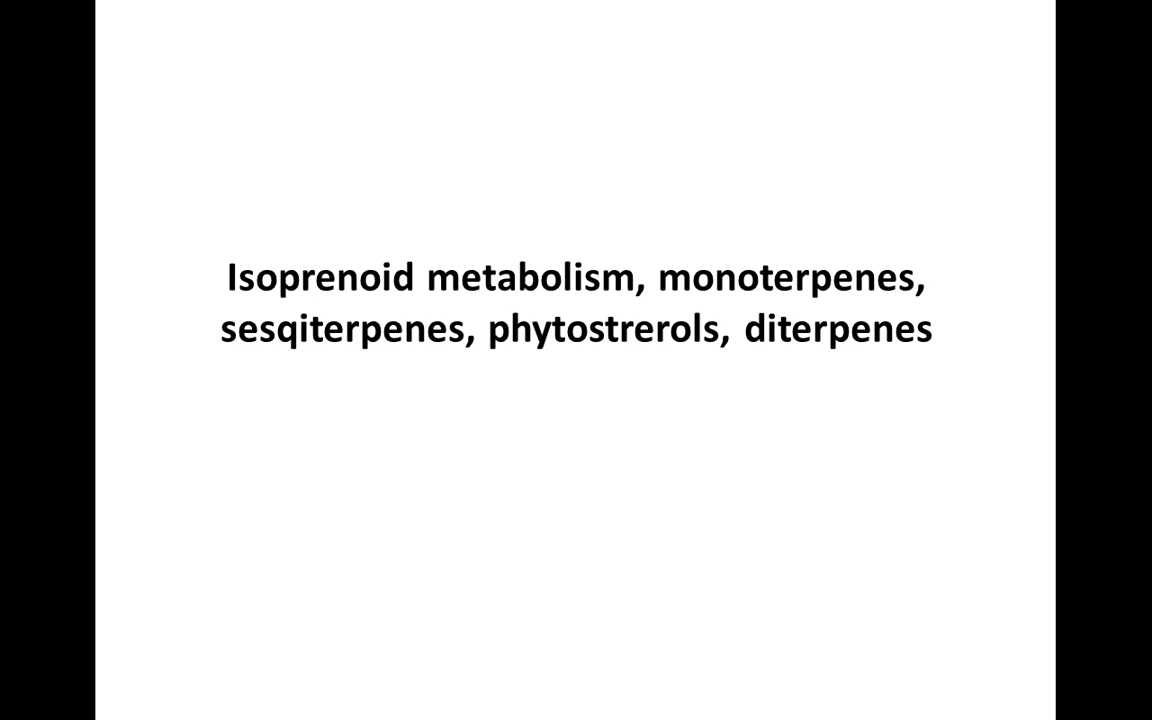 Isoprenoid metabolism, monoterpenes,
sesqiterpenes, phytostrerols, diterpenes